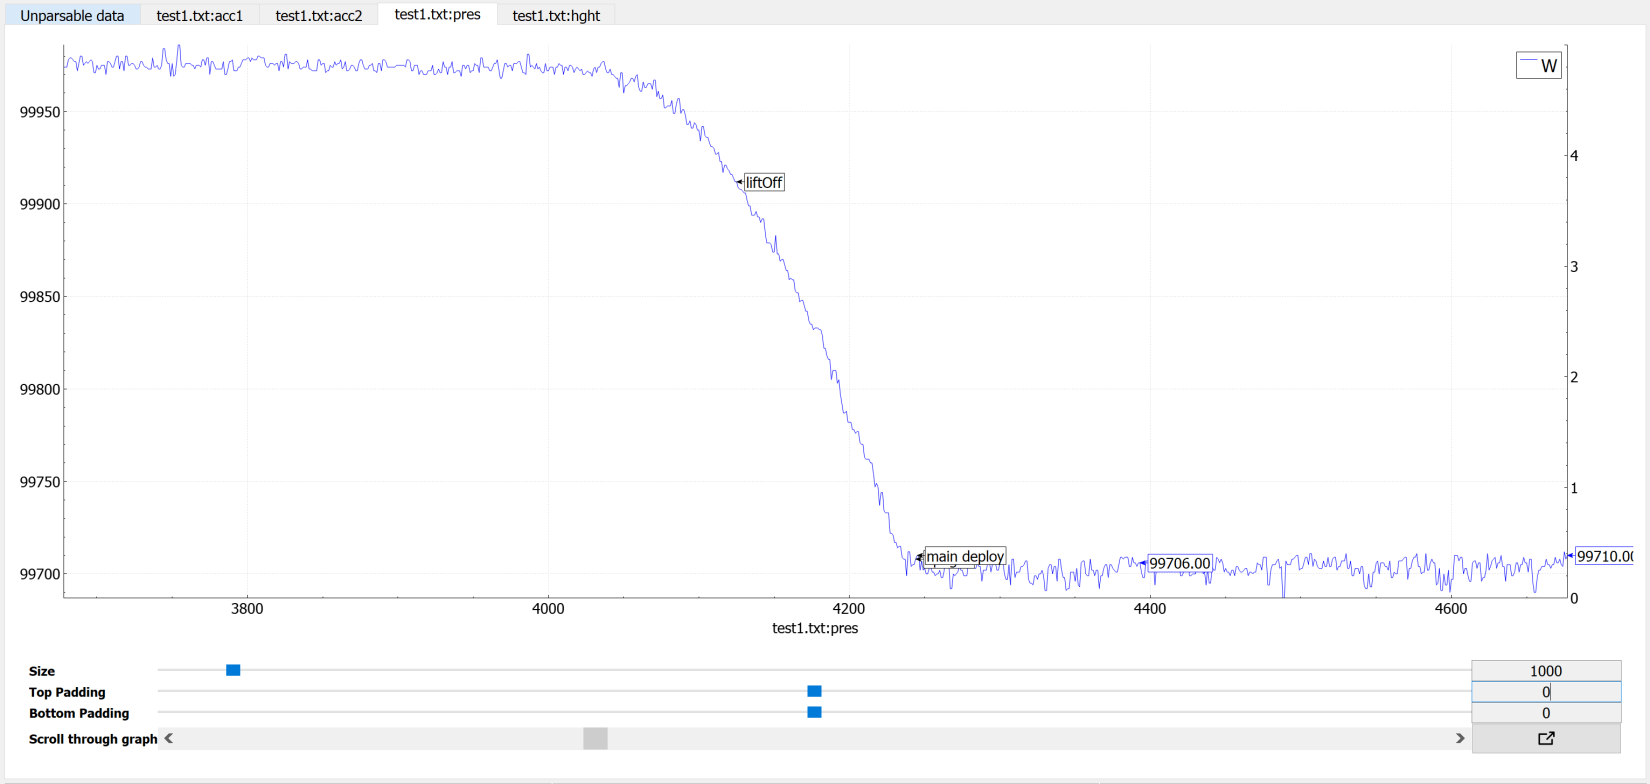 Unparsable data test1.txt:acc1 test1.txt:acc2 test1.txt:pres test1.txt:hght
W
99950
99900
99850
99800
99750
99700
4
3
2
1
0
liftOff
main deploy
99706.00
99710.00
3800 4000 4200 4400 4600
test1.txt:pres
Size 1000
Top Padding 0
Bottom Padding 0
Scroll through graph